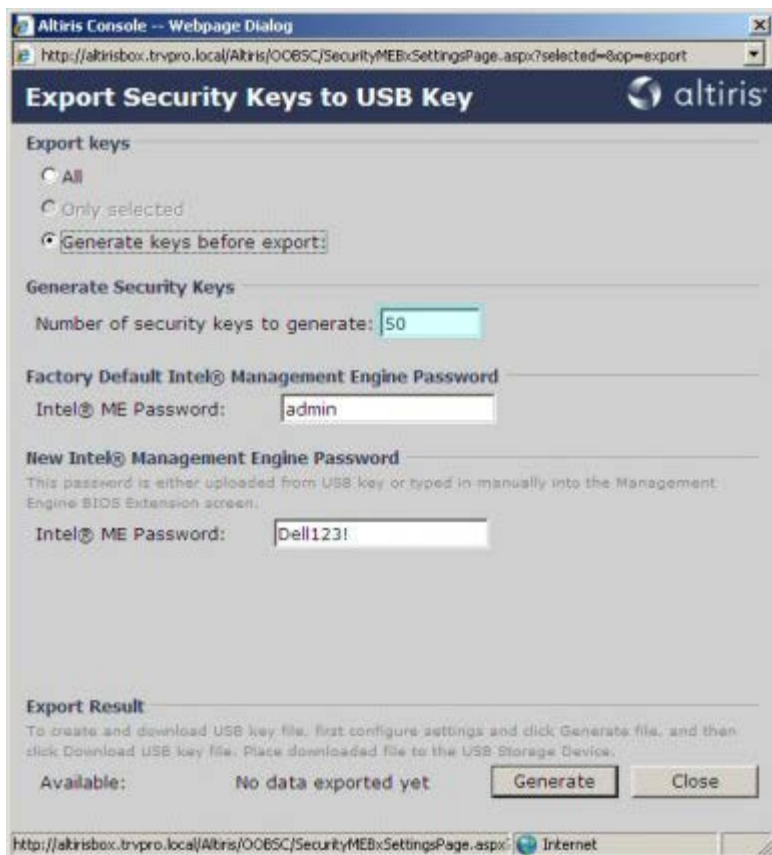 Altiris Console -- Webpage Dialog
http://altirisbox.trvpro.local/Altiris/OOBSC/SecurityMEBxSettingsPage.aspx?selected=&op=export
Export Security Keys to USB Key
altiris
Export keys
All
Only selected
Generate keys before export:
Generate Security Keys
Number of security keys to generate: 50
Factory Default Intel® Management Engine Password
Intel® ME Password: admin
New Intel® Management Engine Password
This password is either uploaded from USB key or typed in manually into the Management
Engine BIOS Extension screen.
Intel® ME Password: Dell123!
Export Result
To create and download USB key file, first configure settings and click Generate file, and then
click Download USB key file. Place downloaded file to the USB Storage Device.
Available: No data exported yet Generate Close
http://altirisbox.trvpro.local/Altiris/OOBSC/SecurityMEBxSettingsPage.aspx? Internet